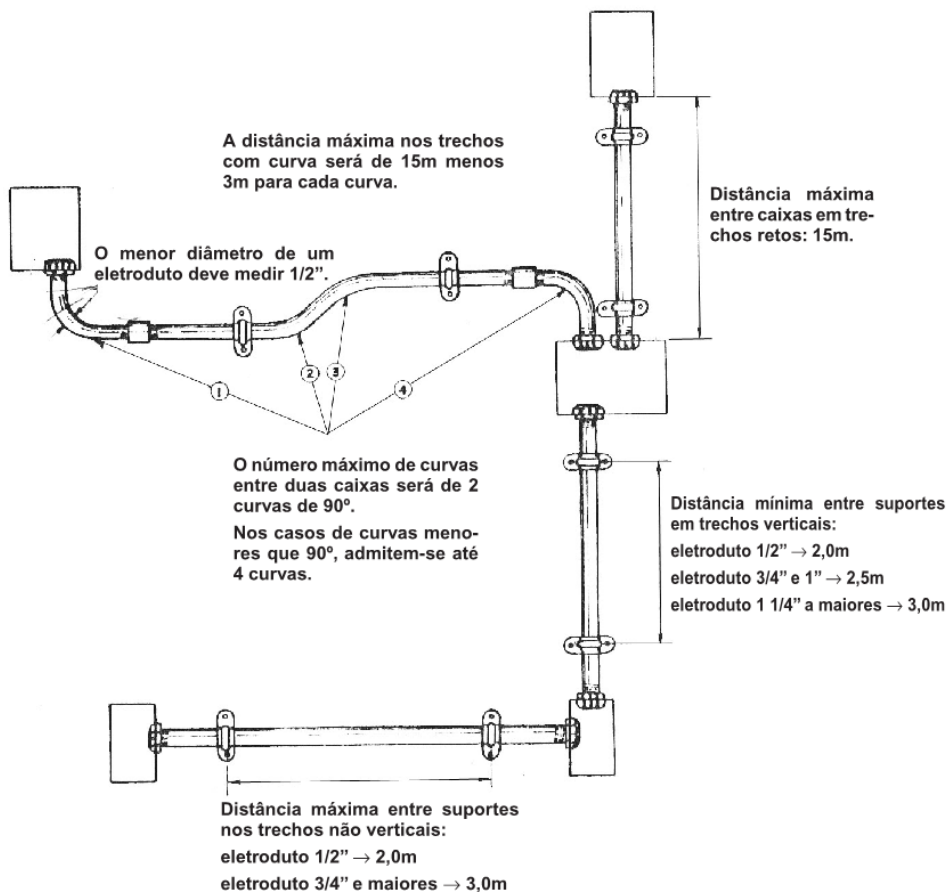 A distância máxima nos trechos
com curva será de 15m menos
3m para cada curva.
Distância máxima
entre caixas em tre-
chos retos: 15m.
O menor diâmetro de um
eletroduto deve medir 1/2”.
1
2
3
4
O número máximo de curvas
entre duas caixas será de 2
curvas de 90º.
Nos casos de curvas meno-
res que 90º, admitem-se até
4 curvas.
Distância mínima entre suportes
em trechos verticais:
eletroduto 1/2” → 2,0m
eletroduto 3/4” e 1” → 2,5m
eletroduto 1 1/4” a maiores → 3,0m
Distância máxima entre suportes
nos trechos não verticais:
eletroduto 1/2” → 2,0m
eletroduto 3/4” e maiores → 3,0m